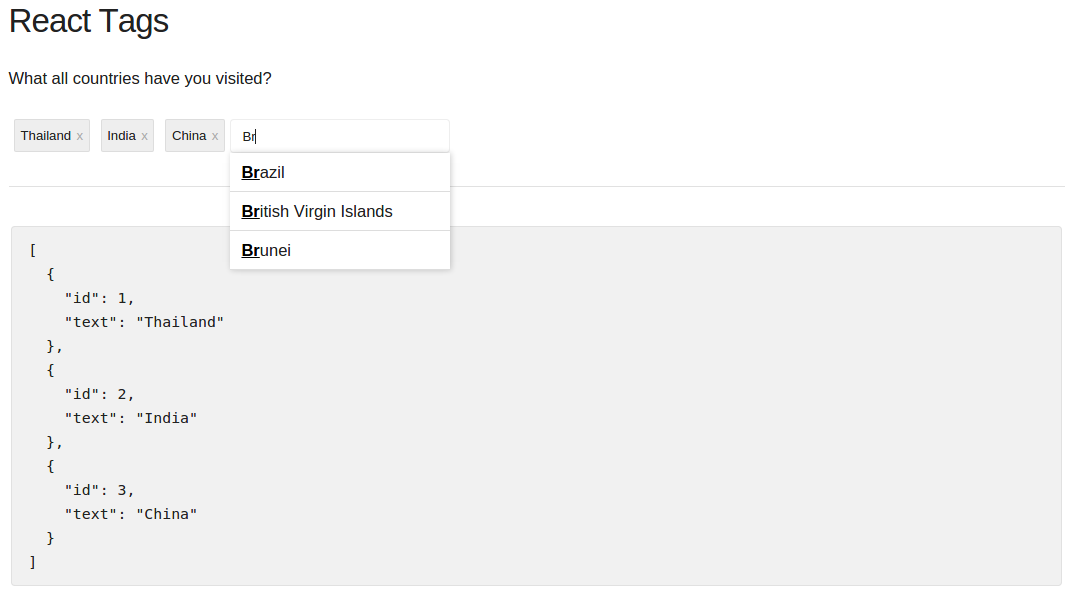 React Tags
What all countries have you visited?
Thailand x India x China x Br
Brazil
British Virgin Islands
Brunei
[
  {
    "id": 1,
    "text": "Thailand"
  },
  {
    "id": 2,
    "text": "India"
  },
  {
    "id": 3,
    "text": "China"
  }
]